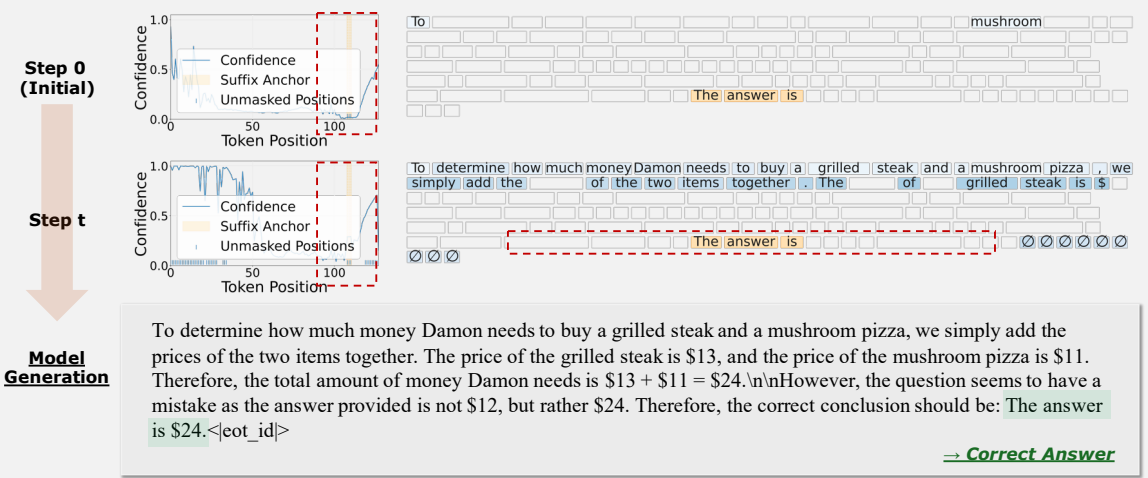 Step 0
(Initial)
Confidence
1.0
0.5
0.0
0
50
100
Token Position
Confidence
Suffix Anchor
Unmasked Positions
To mushroom
The answer is
Step t
Confidence
1.0
0.5
0.0
0
50
100
Token Position
Confidence
Suffix Anchor
Unmasked Positions
To determine how much money Damon needs to buy a grilled steak and a mushroom pizza , we
simply add the of the two items together . The of grilled steak is $
The answer is ∅ ∅ ∅ ∅ ∅ ∅
∅ ∅ ∅
Model
Generation
To determine how much money Damon needs to buy a grilled steak and a mushroom pizza, we simply add the
prices of the two items together. The price of the grilled steak is $13, and the price of the mushroom pizza is $11.
Therefore, the total amount of money Damon needs is $13 + $11 = $24.\n\nHowever, the question seems to have a
mistake as the answer provided is not $12, but rather $24. Therefore, the correct conclusion should be: The answer
is $24.<|eot_id|>
→ Correct Answer